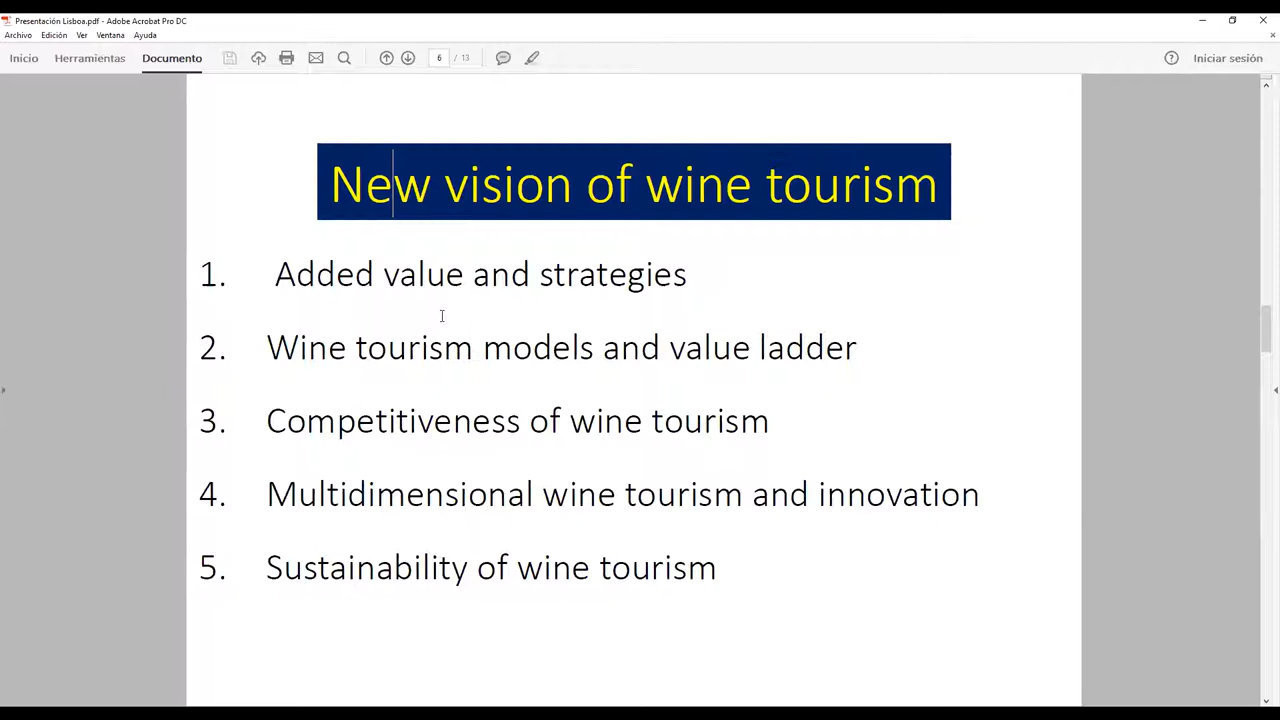 Presentación Lisboa.pdf - Adobe Acrobat Pro DC
Archivo Edición Ver Ventana Ayuda
Inicio Herramientas Documento 6 / 13 Iniciar sesión
New vision of wine tourism
1. Added value and strategies
2. Wine tourism models and value ladder
3. Competitiveness of wine tourism
4. Multidimensional wine tourism and innovation
5. Sustainability of wine tourism